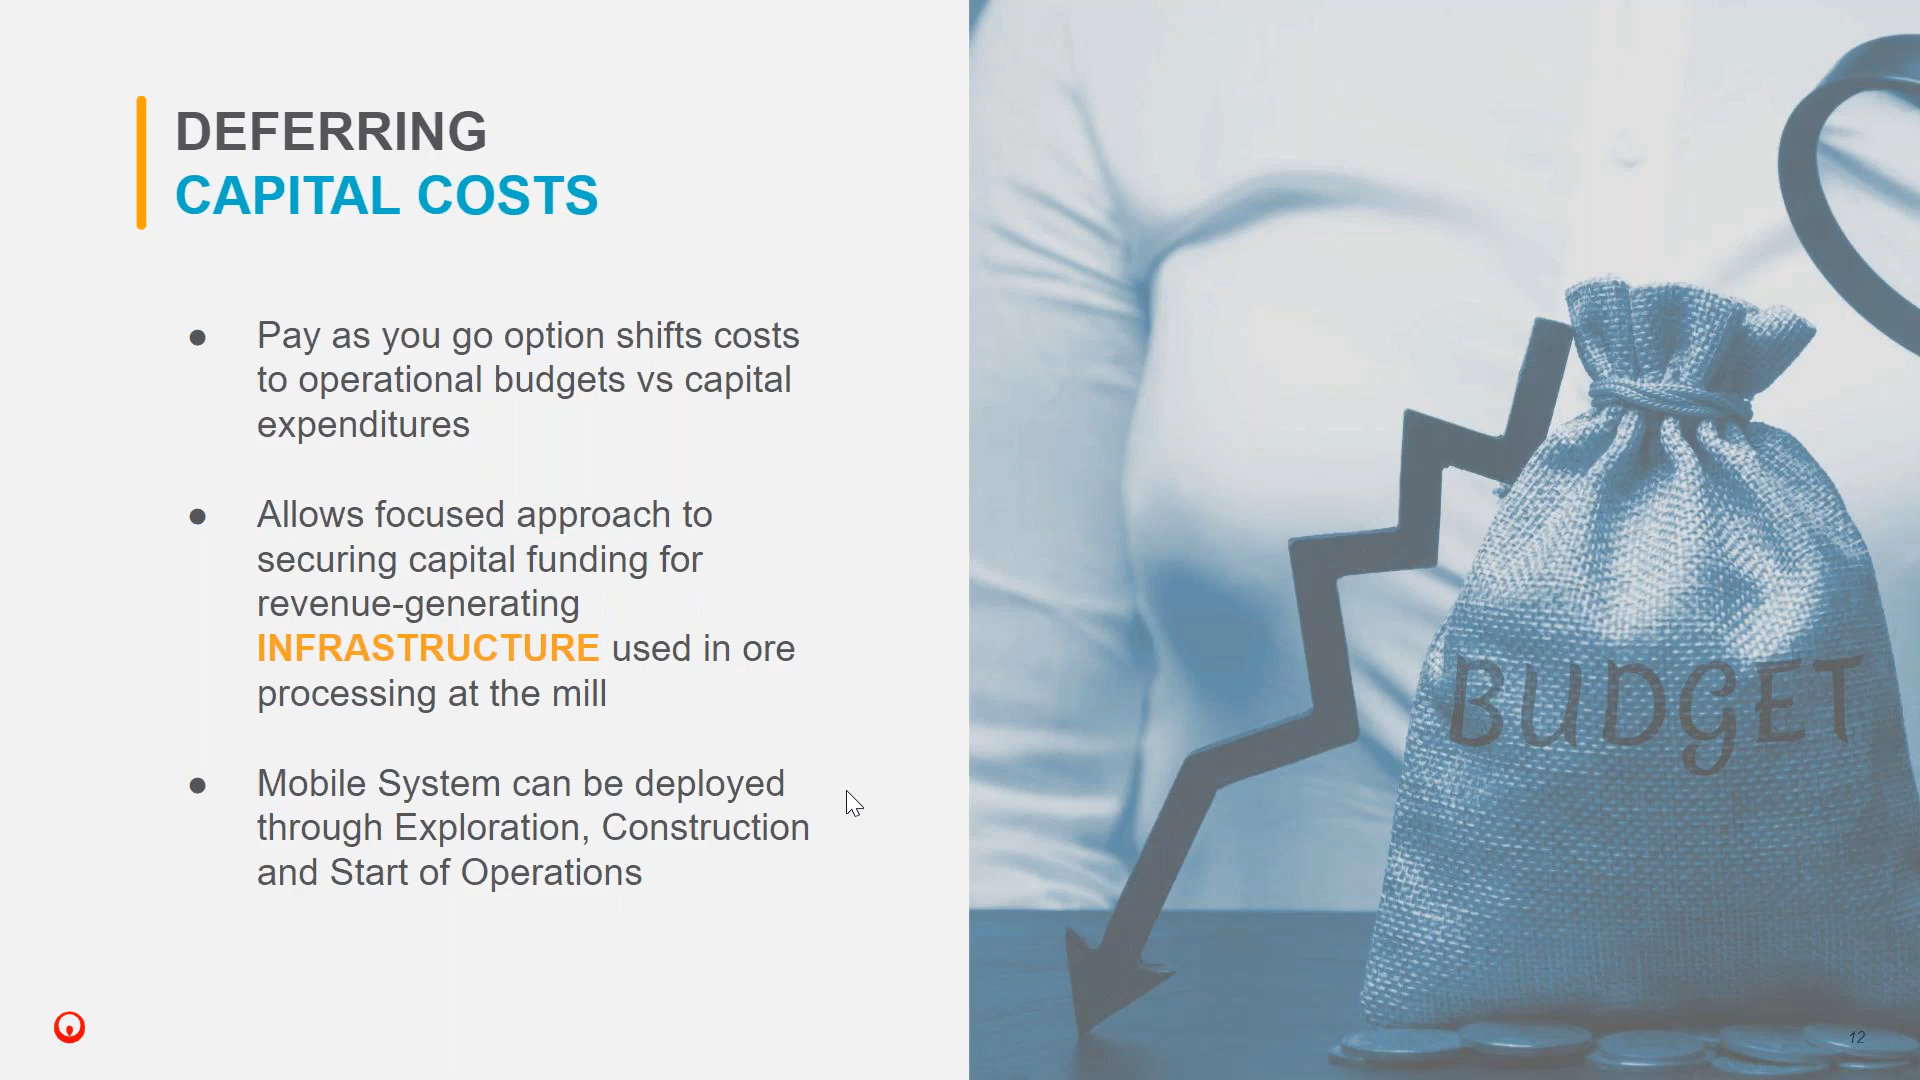 DEFERRING
CAPITAL COSTS
● Pay as you go option shifts costs
to operational budgets vs capital
expenditures
● Allows focused approach to
securing capital funding for
revenue-generating
INFRASTRUCTURE used in ore
processing at the mill
● Mobile System can be deployed
through Exploration, Construction
and Start of Operations
BUDGET
12